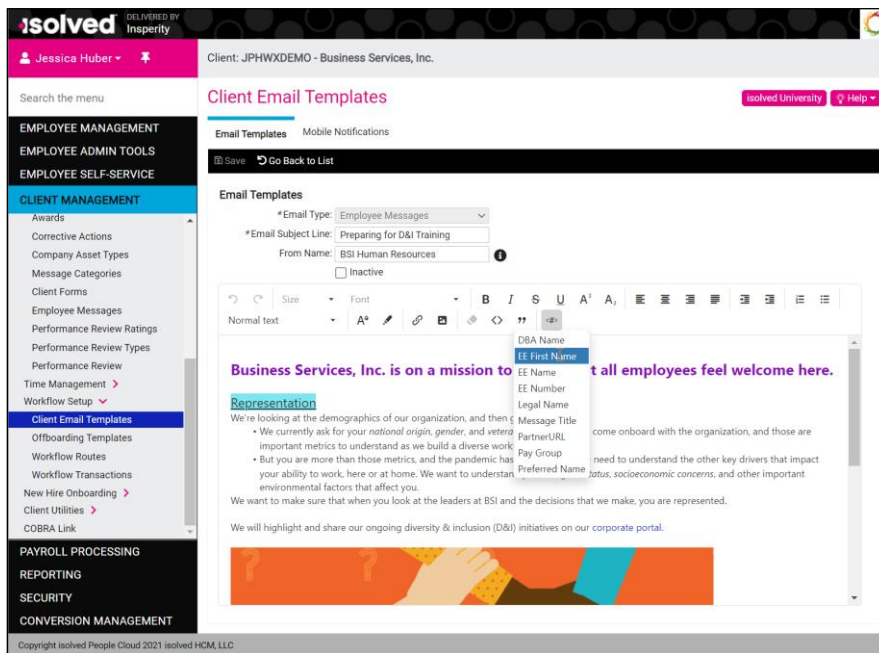 isolved DELIVERED BY Insperity
Jessica Huber
Client: JPHWXDEMO - Business Services, Inc.
Search the menu
Client Email Templates
isolved University
Help
EMPLOYEE MANAGEMENT
EMPLOYEE ADMIN TOOLS
EMPLOYEE SELF-SERVICE
CLIENT MANAGEMENT
Awards
Corrective Actions
Company Asset Types
Message Categories
Client Forms
Employee Messages
Performance Review Ratings
Performance Review Types
Performance Review
Time Management
Workflow Setup
Client Email Templates
Offboarding Templates
Workflow Routes
Workflow Transactions
New Hire Onboarding
Client Utilities
COBRA Link
PAYROLL PROCESSING
REPORTING
SECURITY
CONVERSION MANAGEMENT
Email Templates
Mobile Notifications
Save
Go Back to List
Email Templates
*Email Type: Employee Messages
*Email Subject Line: Preparing for D&I Training
From Name: BSI Human Resources
Inactive
Size
Font
B I S U A² A₂
Normal text
DBA Name
EE First Name
EE Name
EE Number
Legal Name
Message Title
PartnerURL
Pay Group
Preferred Name
Business Services, Inc. is on a mission to t all employees feel welcome here.
Representation
We're looking at the demographics of our organization, and then
• We currently ask for your national origin, gender, and come onboard with the organization, and those are
important metrics to understand as we build a diverse
• But you are more than those metrics, and the pandemic has need to understand the other key drivers that impact
your ability to work, here or at home. We want to understand socioeconomic concerns, and other important
environmental factors that affect you.
We want to make sure that when you look at the leaders at BSI and the decisions that we make, you are represented.
We will highlight and share our ongoing diversity & inclusion (D&I) initiatives on our corporate portal.
Copyright isolved People Cloud 2021 isolved HCM, LLC